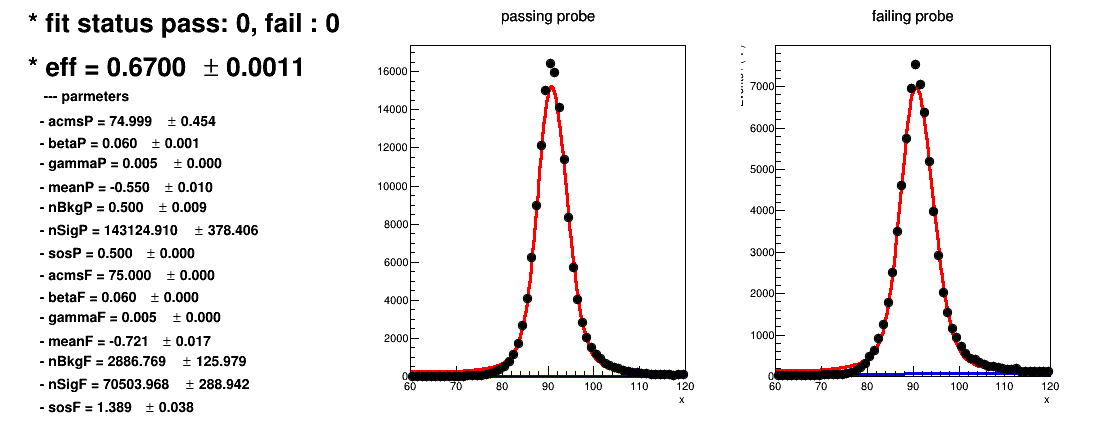 * fit status pass: 0, fail : 0
* eff = 0.6700 ± 0.0011
--- parmeters
- acmsP = 74.999 ± 0.454
- betaP = 0.060 ± 0.001
- gammaP = 0.005 ± 0.000
- meanP = -0.550 ± 0.010
- nBkgP = 0.500 ± 0.009
- nSigP = 143124.910 ± 378.406
- sosP = 0.500 ± 0.000
- acmsF = 75.000 ± 0.000
- betaF = 0.060 ± 0.000
- gammaF = 0.005 ± 0.000
- meanF = -0.721 ± 0.017
- nBkgF = 2886.769 ± 125.979
- nSigF = 70503.968 ± 288.942
- sosF = 1.389 ± 0.038
passing probe
16000
14000
12000
10000
8000
6000
4000
2000
0
60 70 80 90 100 110 120
x
failing probe
7000
6000
5000
4000
3000
2000
1000
0
60 70 80 90 100 110 120
x